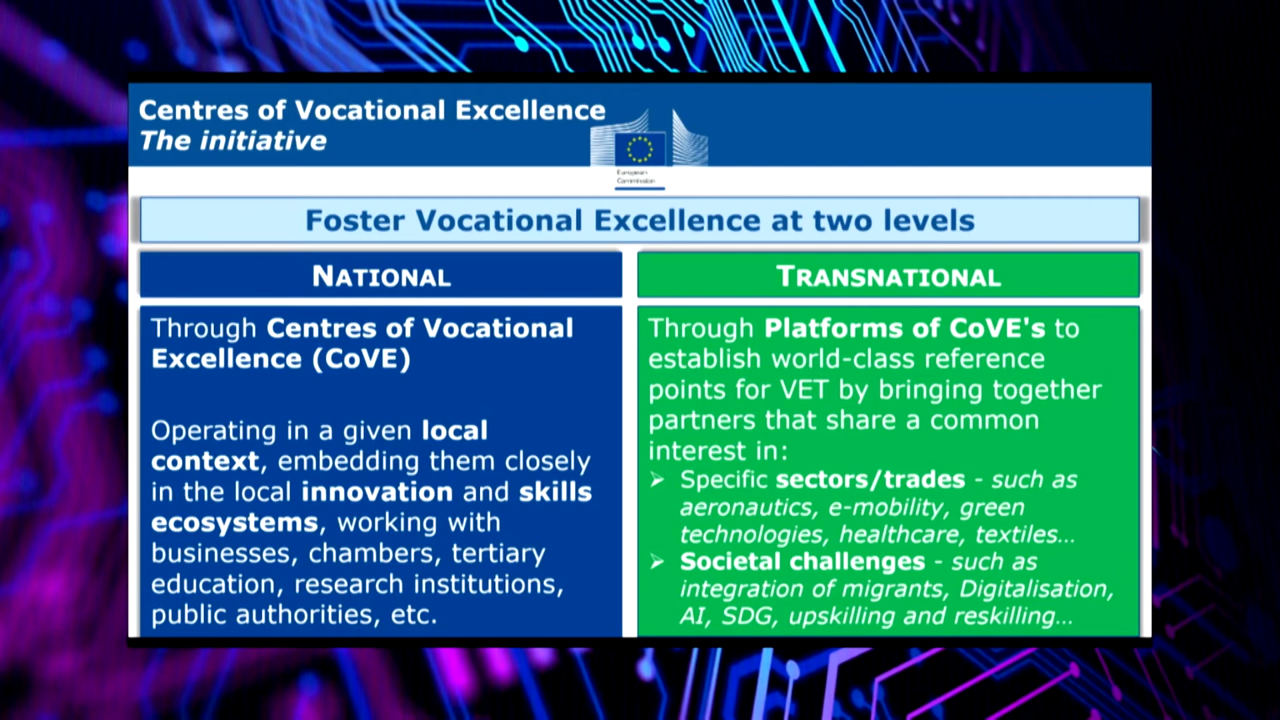 Centres of Vocational Excellence
The initiative
European
Commission
Foster Vocational Excellence at two levels
NATIONAL
Through Centres of Vocational
Excellence (CoVE)
Operating in a given local
context, embedding them closely
in the local innovation and skills
ecosystems, working with
businesses, chambers, tertiary
education, research institutions,
public authorities, etc.
TRANSNATIONAL
Through Platforms of CoVE's to
establish world-class reference
points for VET by bringing together
partners that share a common
interest in:
➢ Specific sectors/trades - such as
aeronautics, e-mobility, green
technologies, healthcare, textiles...
➢ Societal challenges - such as
integration of migrants, Digitalisation,
AI, SDG, upskilling and reskilling...